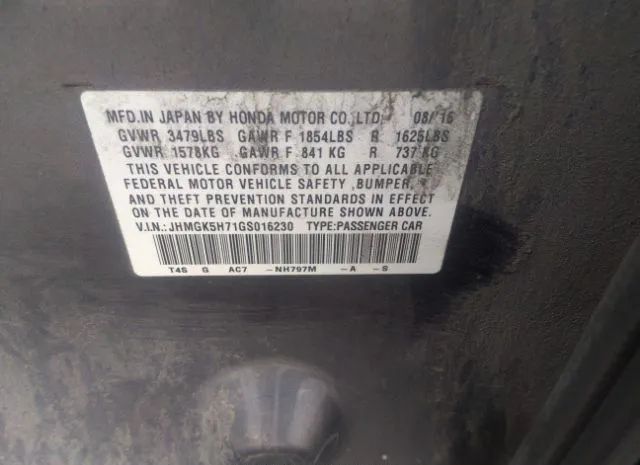 MFD.IN JAPAN BY HONDA MOTOR CO.,LTD. 08/16
GVWR 3479LBS GAWR F 1854LBS R 1625LBS
GVWR 1578KG GAWR F 841 KG R 737 KG
THIS VEHICLE CONFORMS TO ALL APPLICABLE
FEDERAL MOTOR VEHICLE SAFETY ,BUMPER,
AND THEFT PREVENTION STANDARDS IN EFFECT
ON THE DATE OF MANUFACTURE SHOWN ABOVE.
V.I.N.: JHMGK5H71GS016230 TYPE:PASSENGER CAR
T4S G AC7 -NH797M -A -S